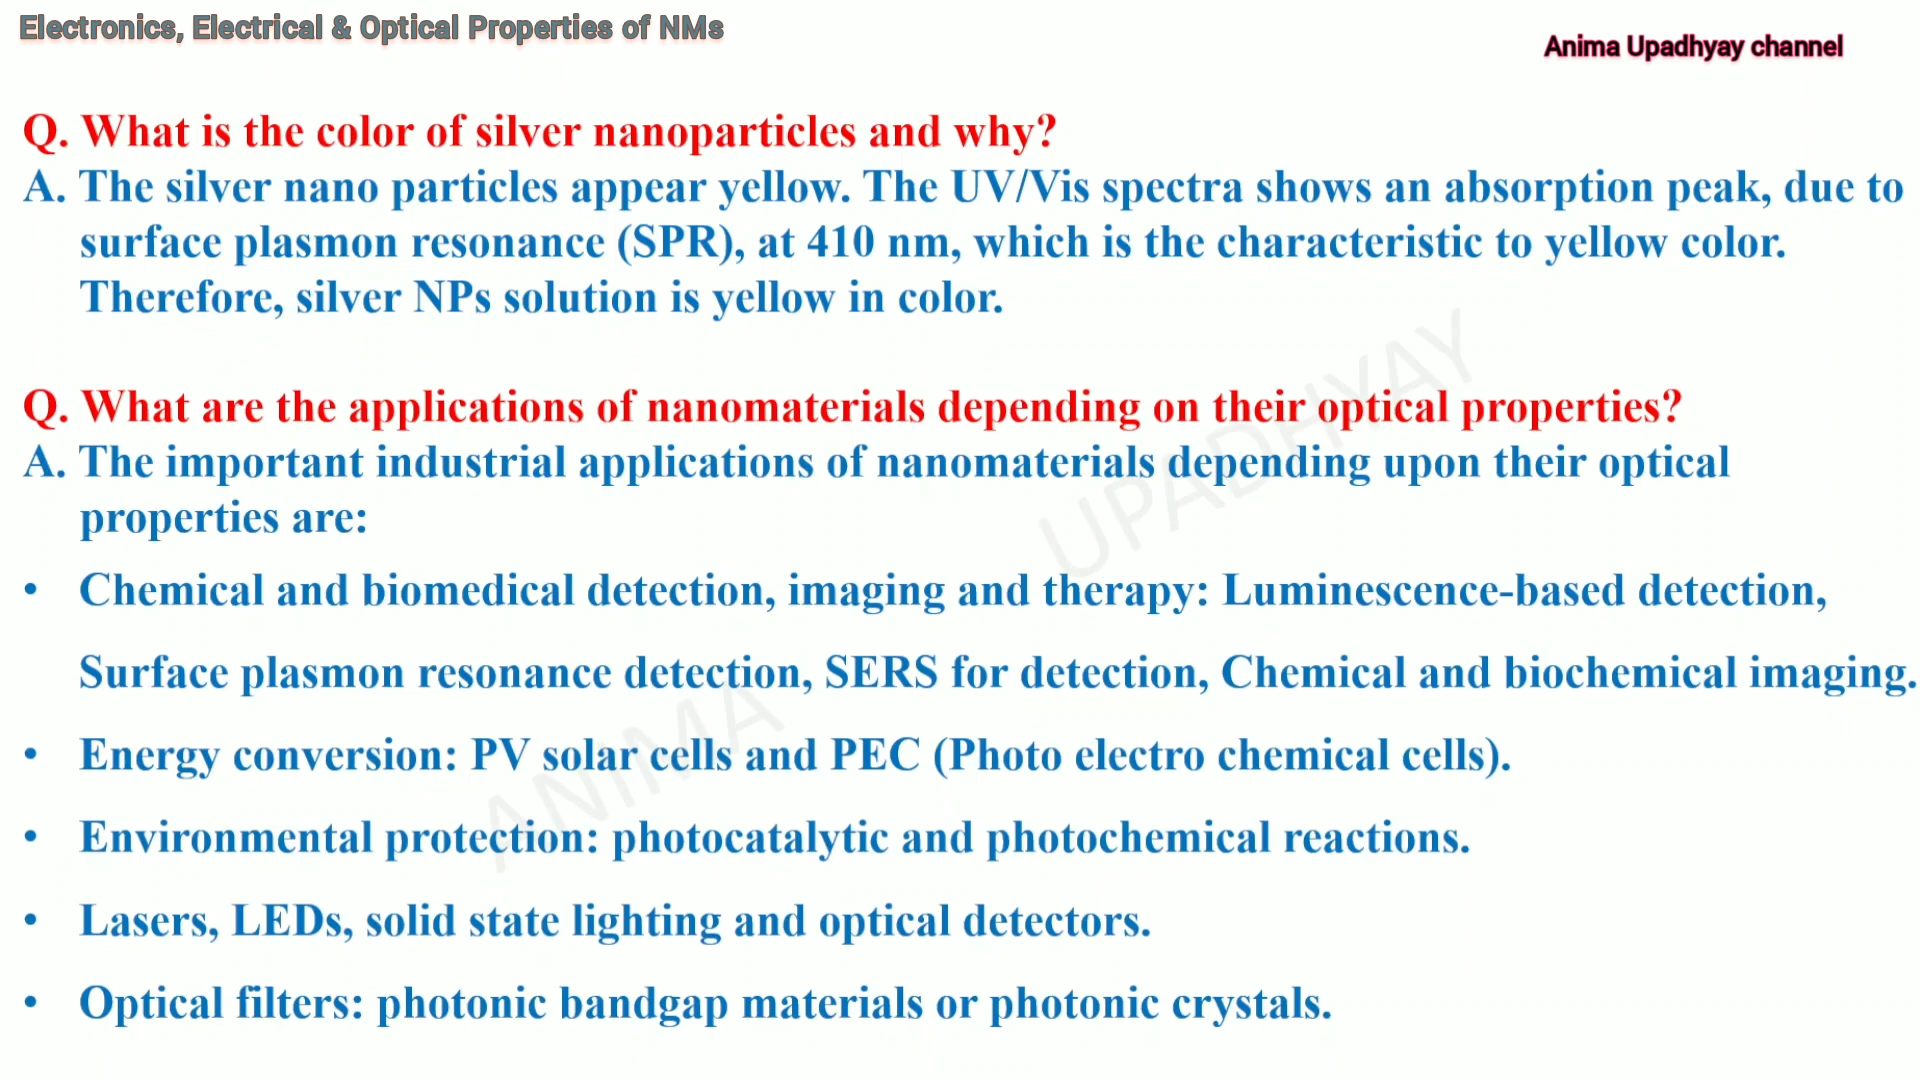 Electronics, Electrical & Optical Properties of NMs
Anima Upadhyay channel
Q. What is the color of silver nanoparticles and why?
A. The silver nano particles appear yellow. The UV/Vis spectra shows an absorption peak, due to
surface plasmon resonance (SPR), at 410 nm, which is the characteristic to yellow color.
Therefore, silver NPs solution is yellow in color.
Q. What are the applications of nanomaterials depending on their optical properties?
A. The important industrial applications of nanomaterials depending upon their optical
properties are:
• Chemical and biomedical detection, imaging and therapy: Luminescence-based detection,
Surface plasmon resonance detection, SERS for detection, Chemical and biochemical imaging.
• Energy conversion: PV solar cells and PEC (Photo electro chemical cells).
• Environmental protection: photocatalytic and photochemical reactions.
• Lasers, LEDs, solid state lighting and optical detectors.
• Optical filters: photonic bandgap materials or photonic crystals.
ANIMA UPADHYAY